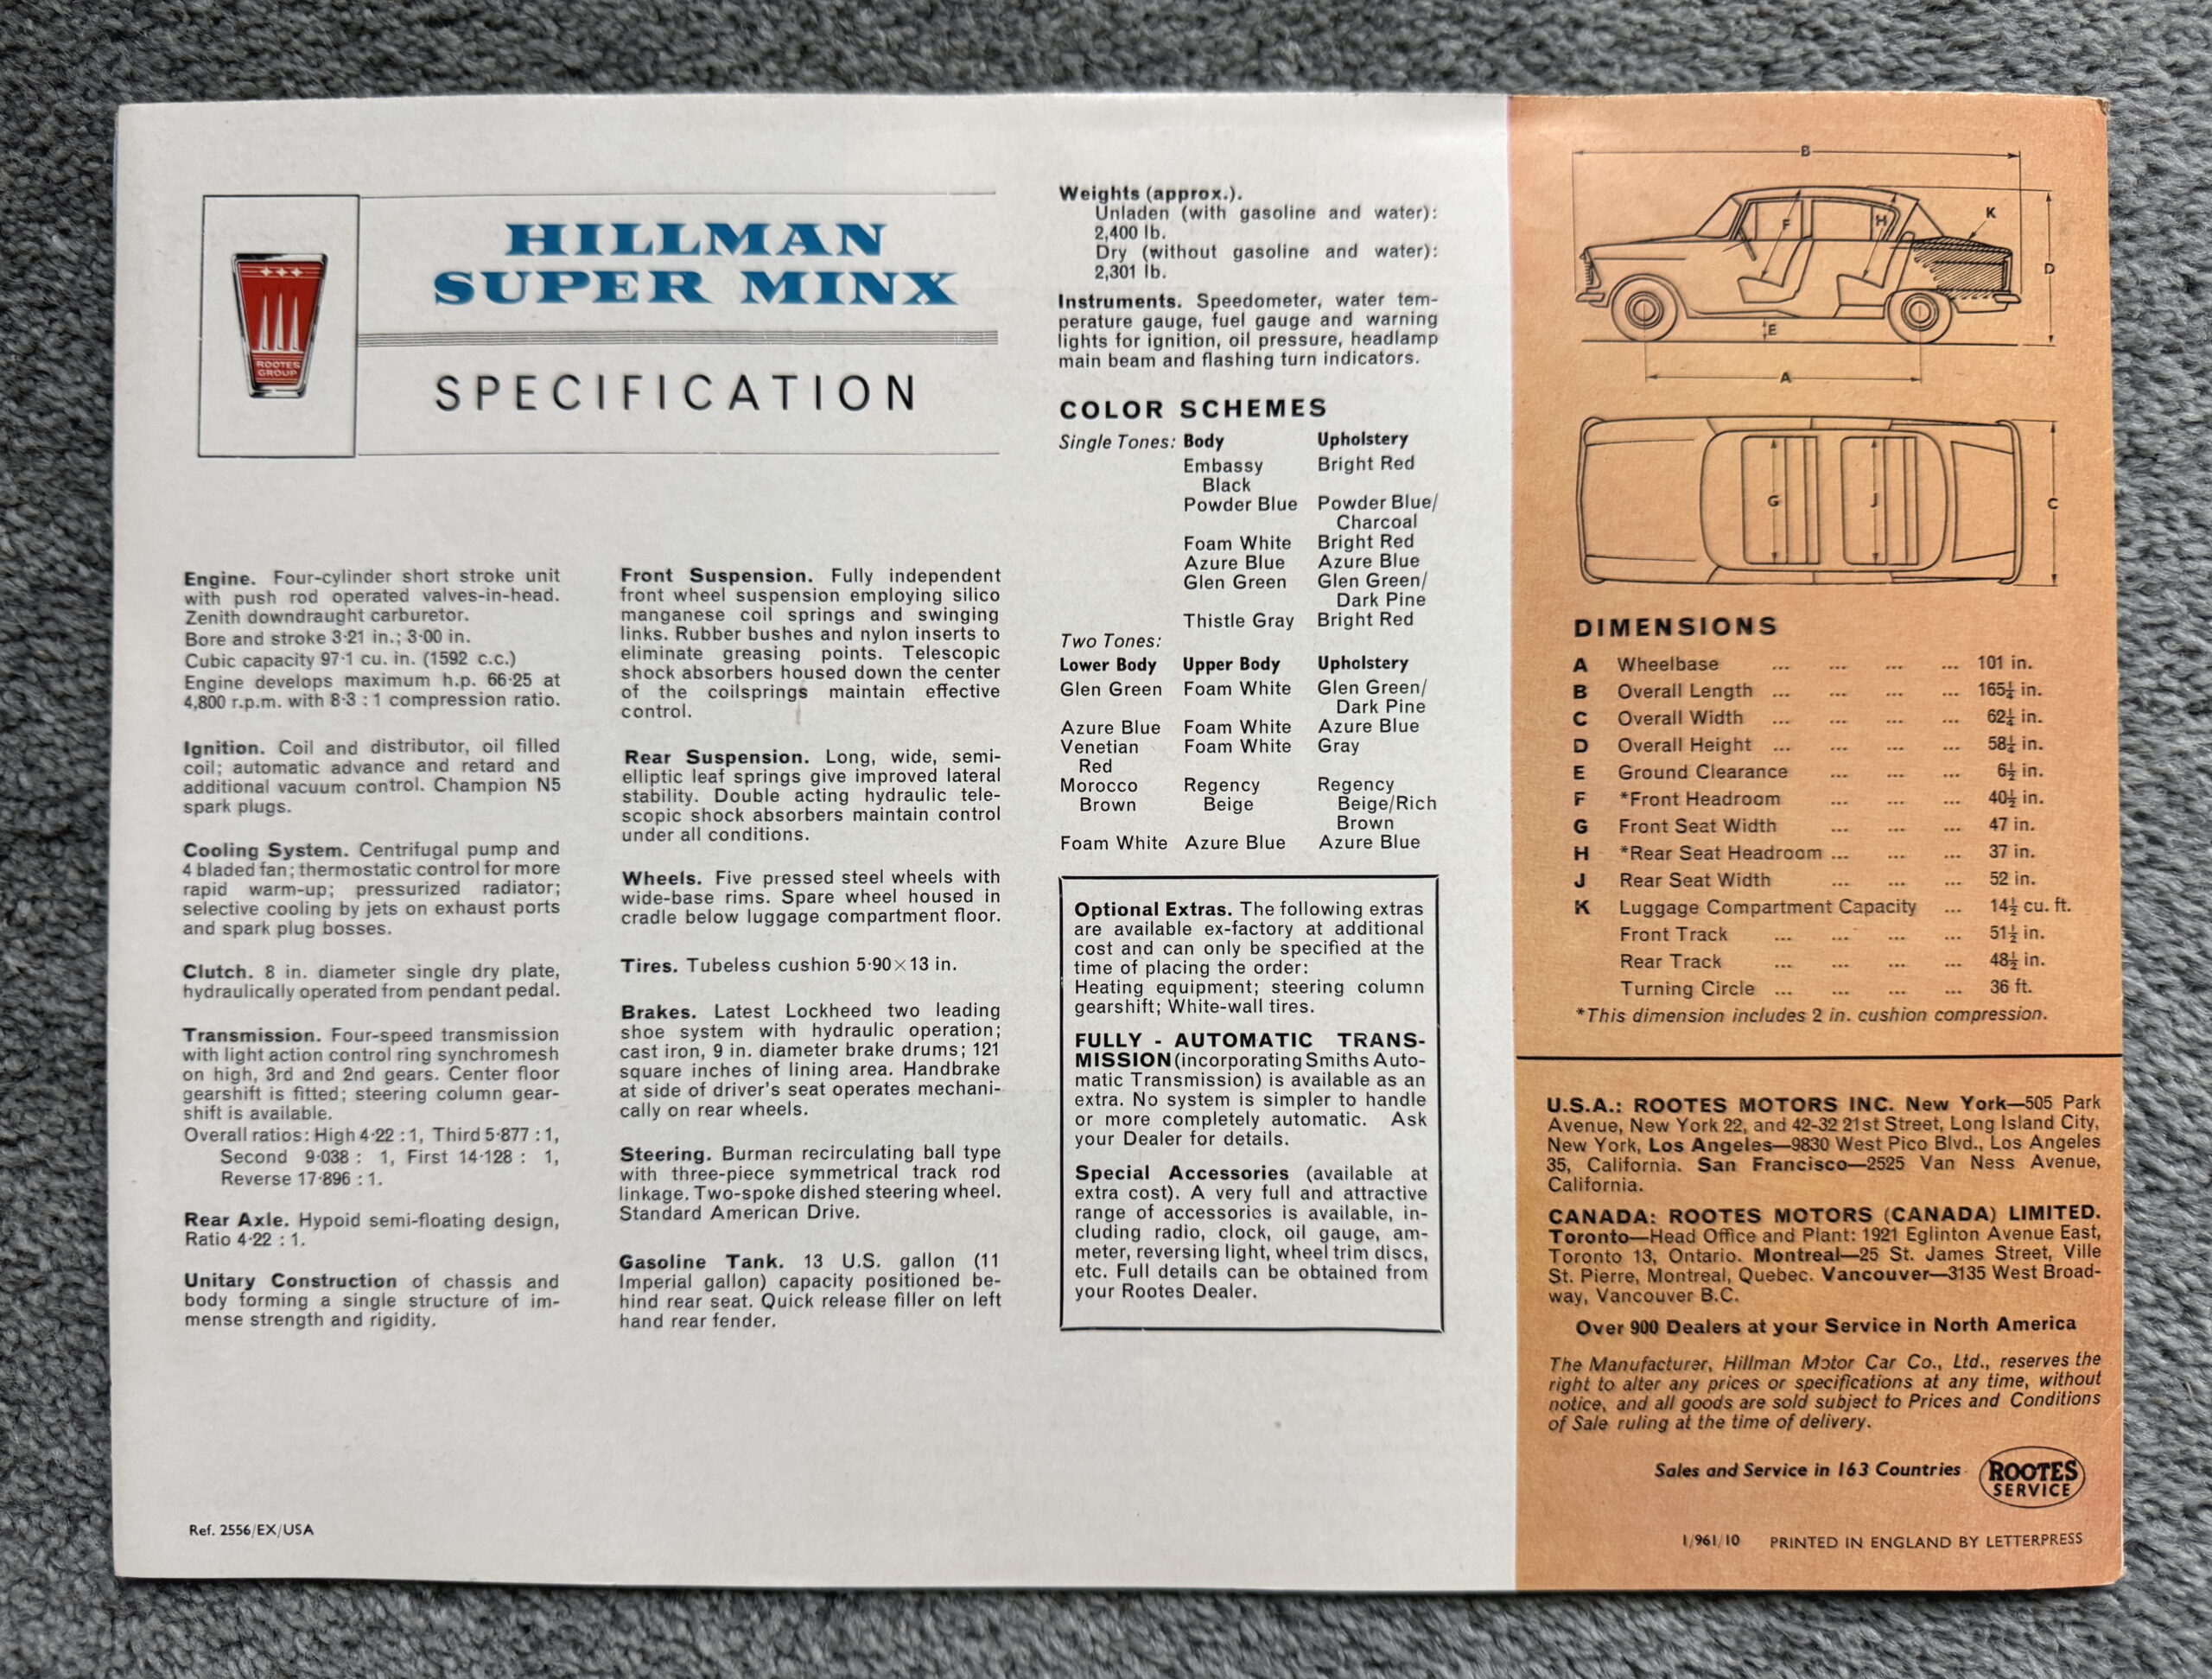 HILLMAN
SUPER MINX
SPECIFICATION
ROOTES
GROUP
Engine. Four-cylinder short stroke unit
with push rod operated valves-in-head.
Zenith downdraught carburetor.
Bore and stroke 3·21 in.; 3·00 in.
Cubic capacity 97·1 cu. in. (1592 c.c.)
Engine develops maximum h.p. 66·25 at
4,800 r.p.m. with 8·3 : 1 compression ratio.
Ignition. Coil and distributor, oil filled
coil; automatic advance and retard and
additional vacuum control. Champion N5
spark plugs.
Cooling System. Centrifugal pump and
4 bladed fan; thermostatic control for more
rapid warm-up; pressurized radiator;
selective cooling by jets on exhaust ports
and spark plug bosses.
Clutch. 8 in. diameter single dry plate,
hydraulically operated from pendant pedal.
Transmission. Four-speed transmission
with light action control ring synchromesh
on high, 3rd and 2nd gears. Center floor
gearshift is fitted; steering column gear-
shift is available.
Overall ratios: High 4·22 : 1, Third 5·877 : 1,
Second 9·038 : 1, First 14·128 : 1,
Reverse 17·896 : 1.
Rear Axle. Hypoid semi-floating design,
Ratio 4·22 : 1.
Unitary Construction of chassis and
body forming a single structure of im-
mense strength and rigidity.
Ref. 2556/EX/USA
Front Suspension. Fully independent
front wheel suspension employing silico
manganese coil springs and swinging
links. Rubber bushes and nylon inserts to
eliminate greasing points. Telescopic
shock absorbers housed down the center
of the coilsprings maintain effective
control.
Rear Suspension. Long, wide, semi-
elliptic leaf springs give improved lateral
stability. Double acting hydraulic tele-
scopic shock absorbers maintain control
under all conditions.
Wheels. Five pressed steel wheels with
wide-base rims. Spare wheel housed in
cradle below luggage compartment floor.
Tires. Tubeless cushion 5·90×13 in.
Brakes. Latest Lockheed two leading
shoe system with hydraulic operation;
cast iron, 9 in. diameter brake drums; 121
square inches of lining area. Handbrake
at side of driver's seat operates mechani-
cally on rear wheels.
Steering. Burman recirculating ball type
with three-piece symmetrical track rod
linkage. Two-spoke dished steering wheel.
Standard American Drive.
Gasoline Tank. 13 U.S. gallon (11
Imperial gallon) capacity positioned be-
hind rear seat. Quick release filler on left
hand rear fender.
Weights (approx.).
Unladen (with gasoline and water):
2,400 lb.
Dry (without gasoline and water):
2,301 lb.
Instruments. Speedometer, water tem-
perature gauge, fuel gauge and warning
lights for ignition, oil pressure, headlamp
main beam and flashing turn indicators.
COLOR SCHEMES
Single Tones: Body Upholstery
Embassy Bright Red
Black
Powder Blue Powder Blue/
Charcoal
Foam White Bright Red
Azure Blue Azure Blue
Glen Green Glen Green/
Dark Pine
Thistle Gray Bright Red
Two Tones:
Lower Body Upper Body Upholstery
Glen Green Foam White Glen Green/
Dark Pine
Azure Blue Foam White Azure Blue
Venetian Foam White Gray
Red
Morocco Regency Regency
Brown Beige Beige/Rich
Brown
Foam White Azure Blue Azure Blue
Optional Extras. The following extras
are available ex-factory at additional
cost and can only be specified at the
time of placing the order:
Heating equipment; steering column
gearshift; White-wall tires.
FULLY - AUTOMATIC TRANS-
MISSION (incorporating Smiths Auto-
matic Transmission) is available as an
extra. No system is simpler to handle
or more completely automatic. Ask
your Dealer for details.
Special Accessories (available at
extra cost). A very full and attractive
range of accessories is available, in-
cluding radio, clock, oil gauge, am-
meter, reversing light, wheel trim discs,
etc. Full details can be obtained from
your Rootes Dealer.
B
F
H
K
D
E
A
G
J
C
DIMENSIONS
A Wheelbase ... ... ... ... 101 in.
B Overall Length ... ... ... ... 165¼ in.
C Overall Width ... ... ... ... 62¼ in.
D Overall Height ... ... ... ... 58¼ in.
E Ground Clearance ... ... ... 6½ in.
F *Front Headroom ... ... ... 40½ in.
G Front Seat Width ... ... ... 47 in.
H *Rear Seat Headroom ... ... ... 37 in.
J Rear Seat Width ... ... ... 52 in.
K Luggage Compartment Capacity ... 14½ cu. ft.
Front Track ... ... ... ... 51½ in.
Rear Track ... ... ... ... 48½ in.
Turning Circle ... ... ... ... 36 ft.
*This dimension includes 2 in. cushion compression.
U.S.A.: ROOTES MOTORS INC. New York—505 Park
Avenue, New York 22, and 42-32 21st Street, Long Island City,
New York, Los Angeles—9830 West Pico Blvd., Los Angeles
35, California. San Francisco—2525 Van Ness Avenue,
California.
CANADA: ROOTES MOTORS (CANADA) LIMITED.
Toronto—Head Office and Plant: 1921 Eglinton Avenue East,
Toronto 13, Ontario. Montreal—25 St. James Street, Ville
St. Pierre, Montreal, Quebec. Vancouver—3135 West Broad-
way, Vancouver B.C.
Over 900 Dealers at your Service in North America
The Manufacturer, Hillman Motor Car Co., Ltd., reserves the
right to alter any prices or specifications at any time, without
notice, and all goods are sold subject to Prices and Conditions
of Sale ruling at the time of delivery.
Sales and Service in 163 Countries
ROOTES
SERVICE
1/961/10 PRINTED IN ENGLAND BY LETTERPRESS